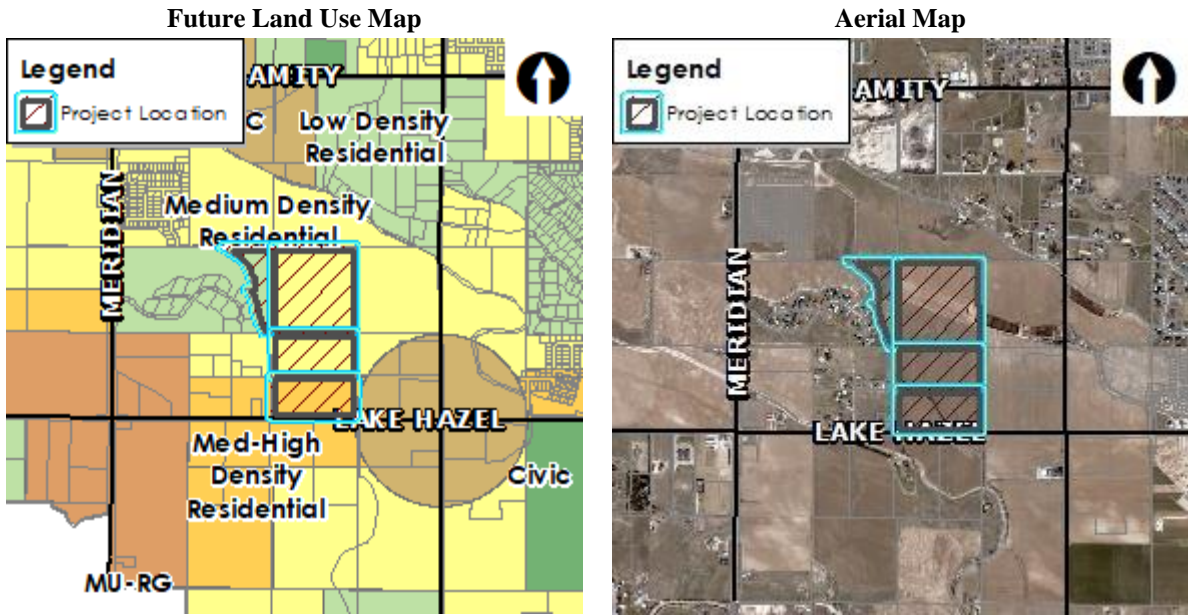 Future Land Use Map
Legend
Project Location
AMITY
C
Low Density
Residential
Medium Density
Residential
MERIDIAN
LAKE HAZEL
Med-High
Density
Residential
Civic
MU-RG
Aerial Map
Legend
Project Location
AMITY
MERIDIAN
LAKE HAZEL